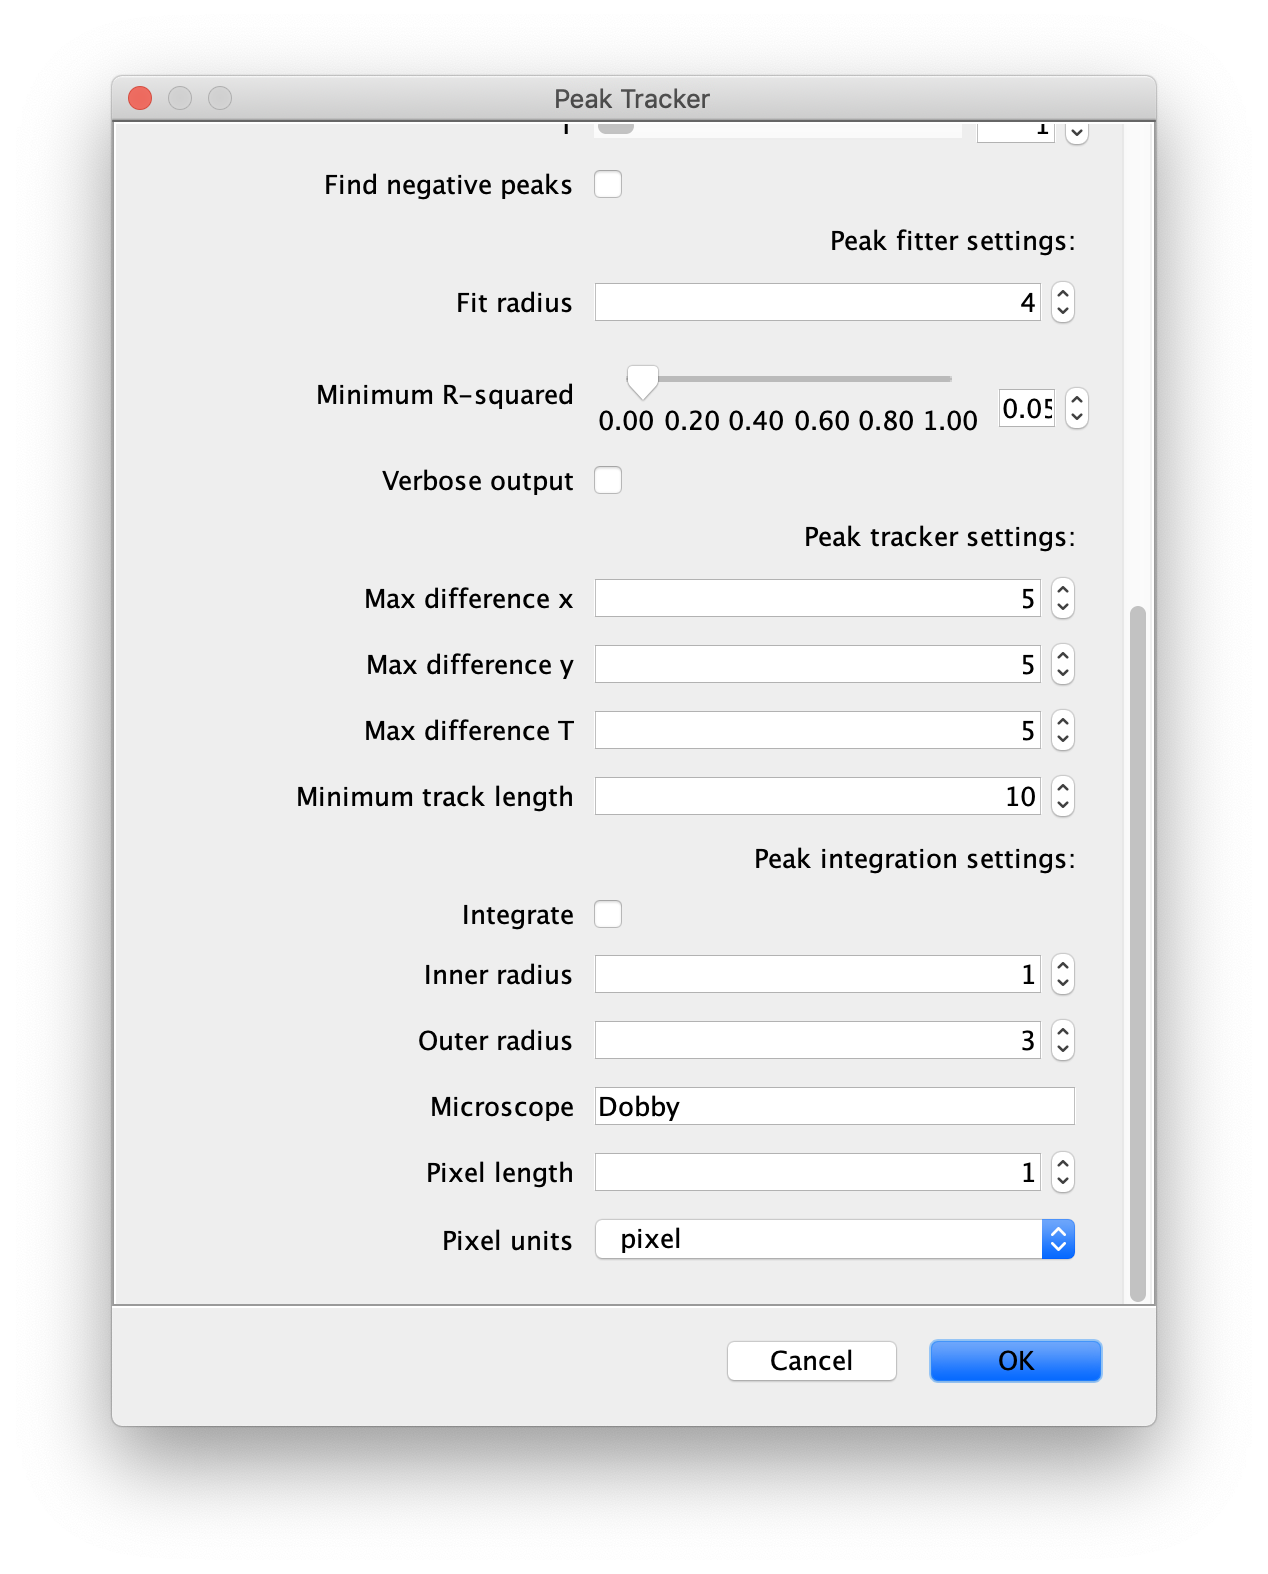 Peak Tracker
1
Find negative peaks
Peak fitter settings:
Fit radius 4
Minimum R-squared
0.00 0.20 0.40 0.60 0.80 1.00 0.05
Verbose output
Peak tracker settings:
Max difference x 5
Max difference y 5
Max difference T 5
Minimum track length 10
Peak integration settings:
Integrate
Inner radius 1
Outer radius 3
Microscope Dobby
Pixel length 1
Pixel units pixel
Cancel OK